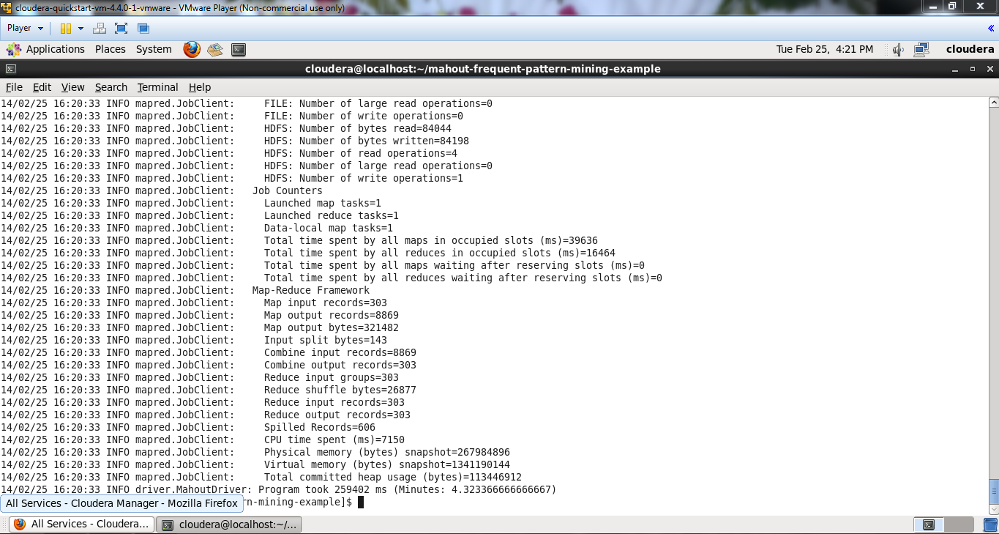 cloudera-quickstart-vm-4.4.0-1-vmware - VMware Player (Non-commercial use only)
Player
Applications Places System Tue Feb 25, 4:21 PM cloudera
cloudera@localhost:~/mahout-frequent-pattern-mining-example
File Edit View Search Terminal Help
14/02/25 16:20:33 INFO mapred.JobClient:     FILE: Number of large read operations=0
14/02/25 16:20:33 INFO mapred.JobClient:     FILE: Number of write operations=0
14/02/25 16:20:33 INFO mapred.JobClient:     HDFS: Number of bytes read=84044
14/02/25 16:20:33 INFO mapred.JobClient:     HDFS: Number of bytes written=84198
14/02/25 16:20:33 INFO mapred.JobClient:     HDFS: Number of read operations=4
14/02/25 16:20:33 INFO mapred.JobClient:     HDFS: Number of large read operations=0
14/02/25 16:20:33 INFO mapred.JobClient:     HDFS: Number of write operations=1
14/02/25 16:20:33 INFO mapred.JobClient:   Job Counters
14/02/25 16:20:33 INFO mapred.JobClient:     Launched map tasks=1
14/02/25 16:20:33 INFO mapred.JobClient:     Launched reduce tasks=1
14/02/25 16:20:33 INFO mapred.JobClient:     Data-local map tasks=1
14/02/25 16:20:33 INFO mapred.JobClient:     Total time spent by all maps in occupied slots (ms)=39636
14/02/25 16:20:33 INFO mapred.JobClient:     Total time spent by all reduces in occupied slots (ms)=16464
14/02/25 16:20:33 INFO mapred.JobClient:     Total time spent by all maps waiting after reserving slots (ms)=0
14/02/25 16:20:33 INFO mapred.JobClient:     Total time spent by all reduces waiting after reserving slots (ms)=0
14/02/25 16:20:33 INFO mapred.JobClient:   Map-Reduce Framework
14/02/25 16:20:33 INFO mapred.JobClient:     Map input records=303
14/02/25 16:20:33 INFO mapred.JobClient:     Map output records=8869
14/02/25 16:20:33 INFO mapred.JobClient:     Map output bytes=321482
14/02/25 16:20:33 INFO mapred.JobClient:     Input split bytes=143
14/02/25 16:20:33 INFO mapred.JobClient:     Combine input records=8869
14/02/25 16:20:33 INFO mapred.JobClient:     Combine output records=303
14/02/25 16:20:33 INFO mapred.JobClient:     Reduce input groups=303
14/02/25 16:20:33 INFO mapred.JobClient:     Reduce shuffle bytes=26877
14/02/25 16:20:33 INFO mapred.JobClient:     Reduce input records=303
14/02/25 16:20:33 INFO mapred.JobClient:     Reduce output records=303
14/02/25 16:20:33 INFO mapred.JobClient:     Spilled Records=606
14/02/25 16:20:33 INFO mapred.JobClient:     CPU time spent (ms)=7150
14/02/25 16:20:33 INFO mapred.JobClient:     Physical memory (bytes) snapshot=267984896
14/02/25 16:20:33 INFO mapred.JobClient:     Virtual memory (bytes) snapshot=1341190144
14/02/25 16:20:33 INFO mapred.JobClient:     Total committed heap usage (bytes)=113446912
14/02/25 16:20:33 INFO driver.MahoutDriver: Program took 259402 ms (Minutes: 4.323366666666667)
All Services - Cloudera Manager - Mozilla Firefox rn-mining-example]$
All Services - Cloudera... cloudera@localhost:~/...